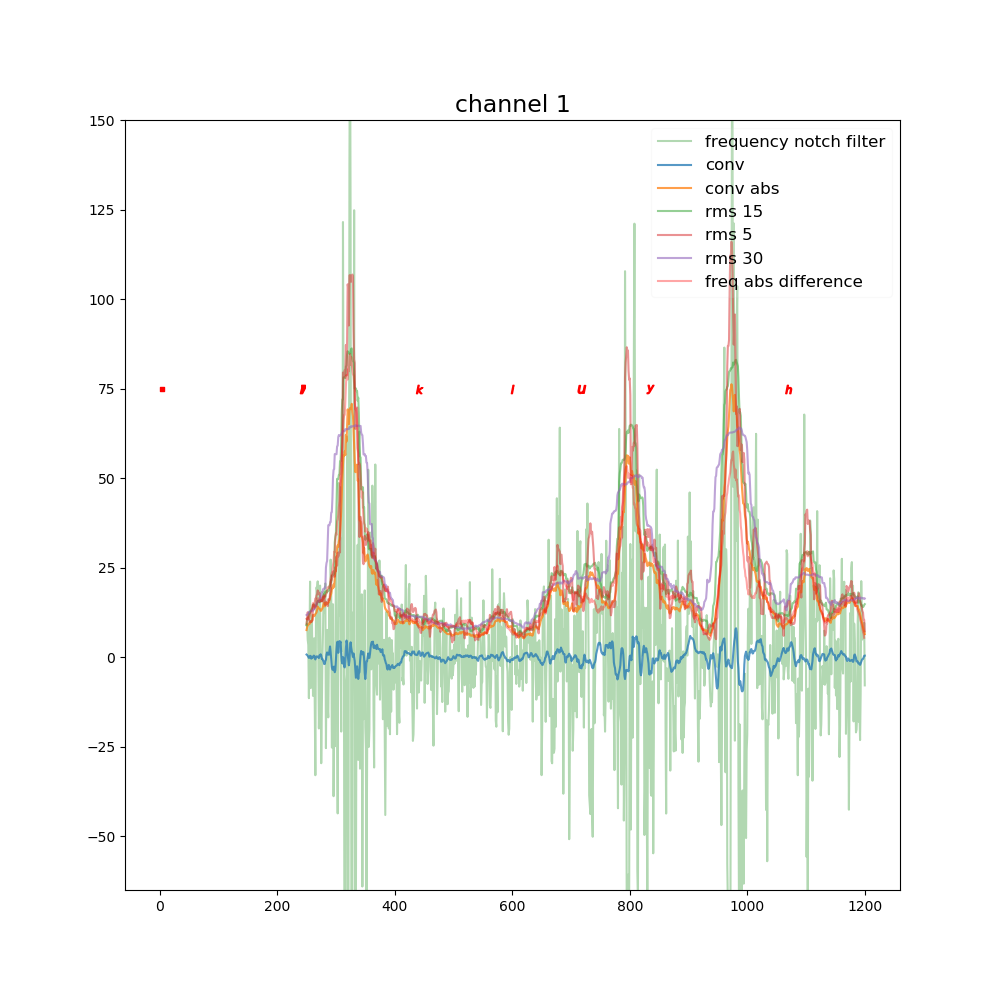 channel 1
150
frequency notch filter
conv
conv abs
rms 15
rms 5
rms 30
freq abs difference
125
100
75
k l u y h
50
25
0
−25
−50
0 200 400 600 800 1000 1200